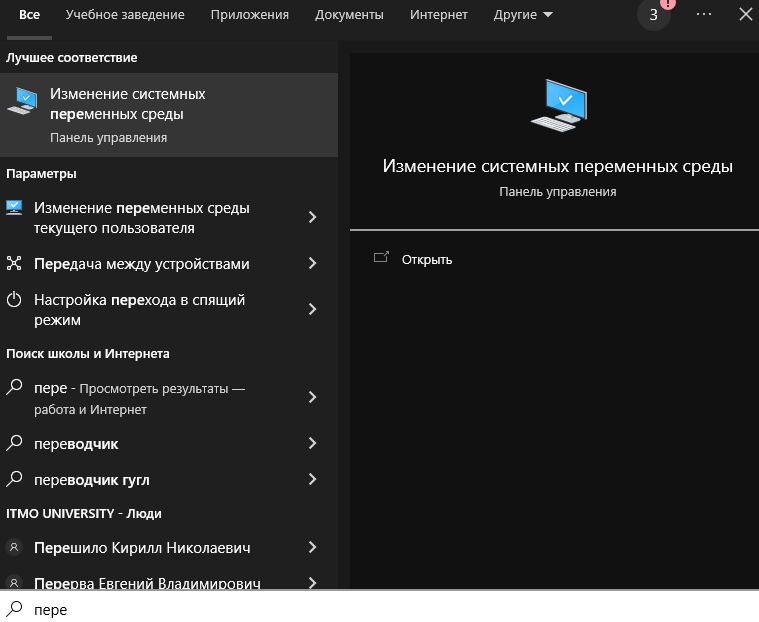 Все Учебное заведение Приложения Документы Интернет Другие 3 ! ...
Лучшее соответствие
Изменение системных
переменных среды
Панель управления
Параметры
Изменение переменных среды
текущего пользователя
Передача между устройствами
Настройка перехода в спящий
режим
Поиск школы и Интернета
пере - Просмотреть результаты —
работа и Интернет
переводчик
переводчик гугл
ITMO UNIVERSITY - Люди
Перешило Кирилл Николаевич
Перерва Евгений Владимирович
пере
Изменение системных переменных среды
Панель управления
Открыть